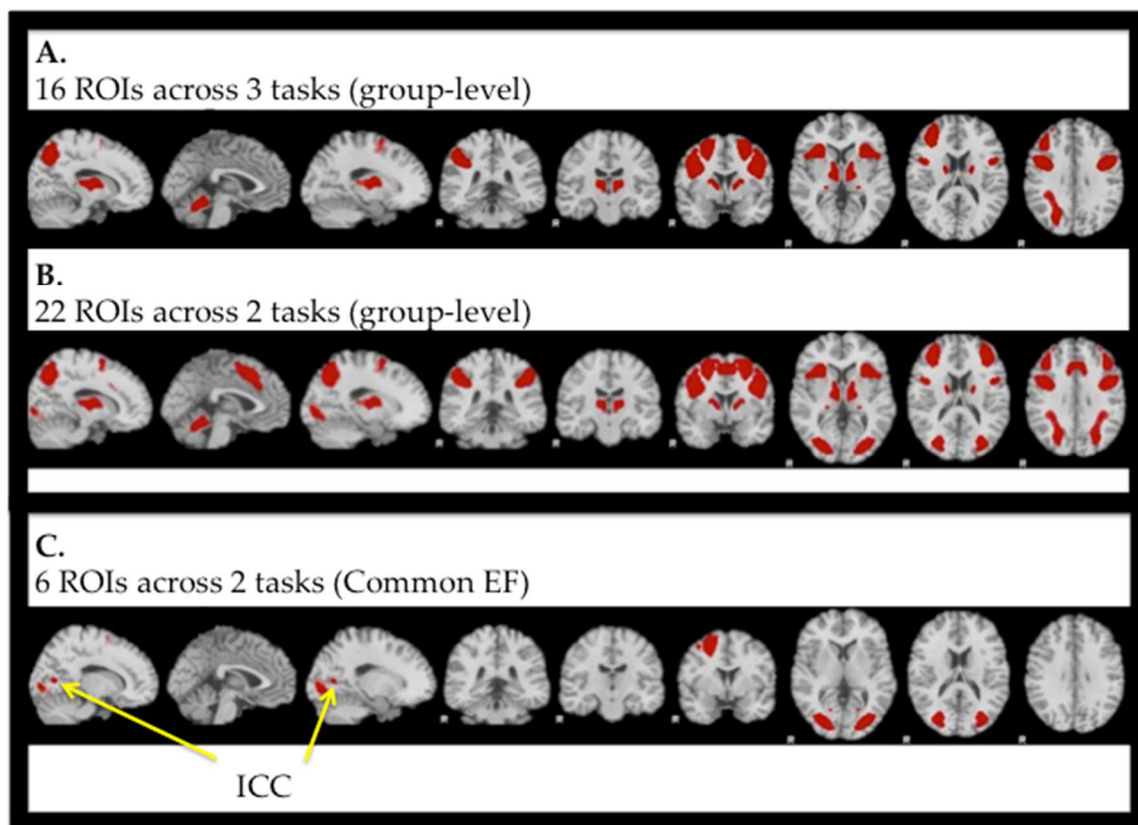 A.
16 ROIs across 3 tasks (group-level)
B.
22 ROIs across 2 tasks (group-level)
C.
6 ROIs across 2 tasks (Common EF)
ICC